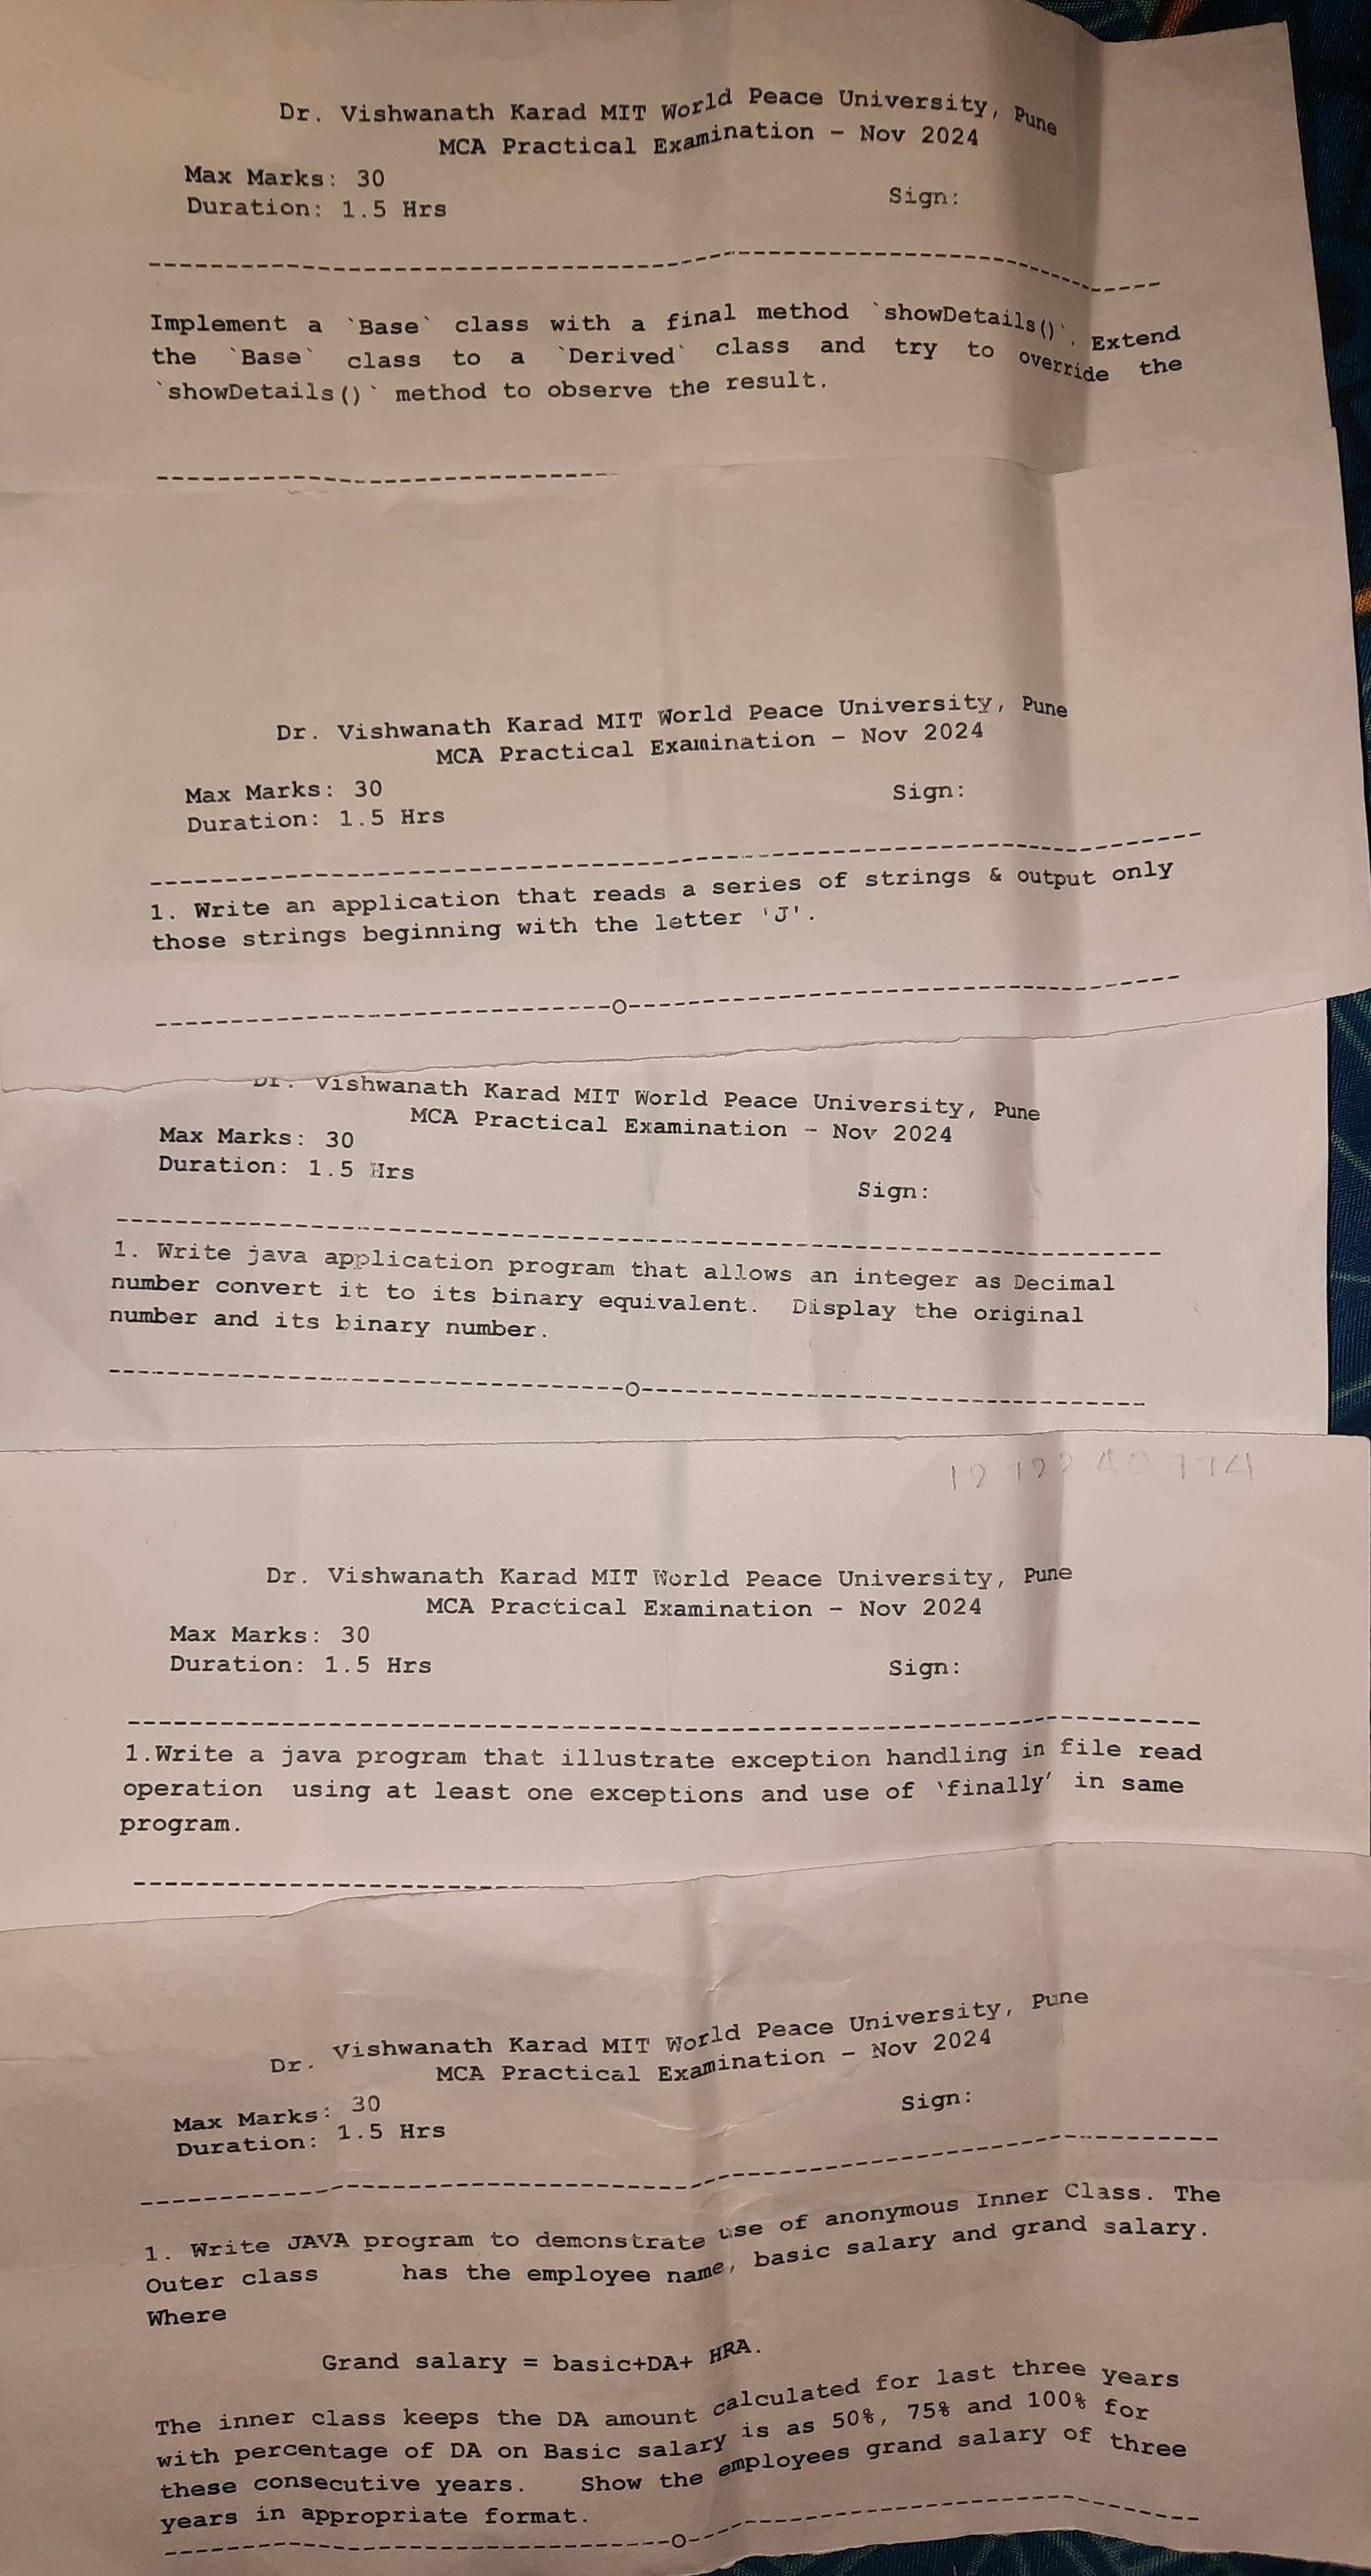 Dr. Vishwanath Karad MIT World Peace University, Pune
MCA Practical Examination – Nov 2024
Max Marks: 30
Duration: 1.5 Hrs
Sign:
Implement a `Base` class with a final method `showDetails()`. Extend
the `Base` class to a `Derived` class and try to override the
`showDetails()` method to observe the result.
Dr. Vishwanath Karad MIT World Peace University, Pune
MCA Practical Examination – Nov 2024
Max Marks: 30
Duration: 1.5 Hrs
Sign:
1. Write an application that reads a series of strings & output only
those strings beginning with the letter 'J'.
----------O----------
Dr. Vishwanath Karad MIT World Peace University, Pune
MCA Practical Examination – Nov 2024
Max Marks: 30
Duration: 1.5 Hrs
Sign:
1. Write java application program that allows an integer as Decimal
number convert it to its binary equivalent. Display the original
number and its binary number.
----------O----------
Dr. Vishwanath Karad MIT World Peace University, Pune
MCA Practical Examination – Nov 2024
Max Marks: 30
Duration: 1.5 Hrs
Sign:
1.Write a java program that illustrate exception handling in file read
operation using at least one exceptions and use of 'finally' in same
program.
Dr. Vishwanath Karad MIT World Peace University, Pune
MCA Practical Examination – Nov 2024
Max Marks: 30
Duration: 1.5 Hrs
Sign:
1. Write JAVA program to demonstrate use of anonymous Inner Class. The
Outer class has the employee name, basic salary and grand salary.
Where
Grand salary = basic+DA+ HRA.
The inner class keeps the DA amount calculated for last three years
with percentage of DA on Basic salary is as 50%, 75% and 100% for
these consecutive years. Show the employees grand salary of three
years in appropriate format.
----------O----------